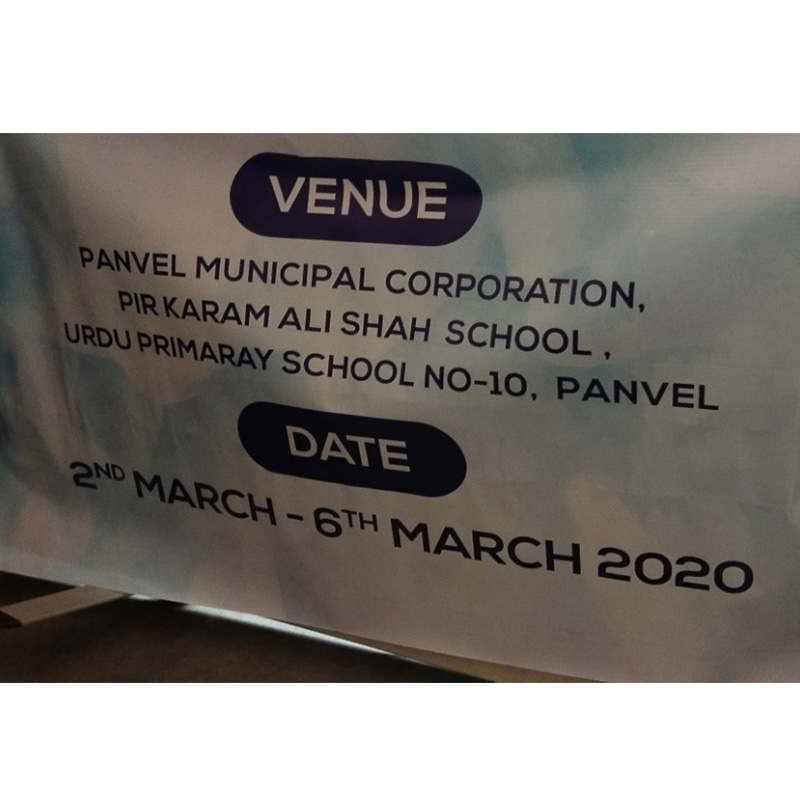 VENUE
PANVEL MUNICIPAL CORPORATION,
PIR KARAM ALI SHAH SCHOOL ,
URDU PRIMARAY SCHOOL NO-10, PANVEL
DATE
2ND MARCH - 6TH MARCH 2020